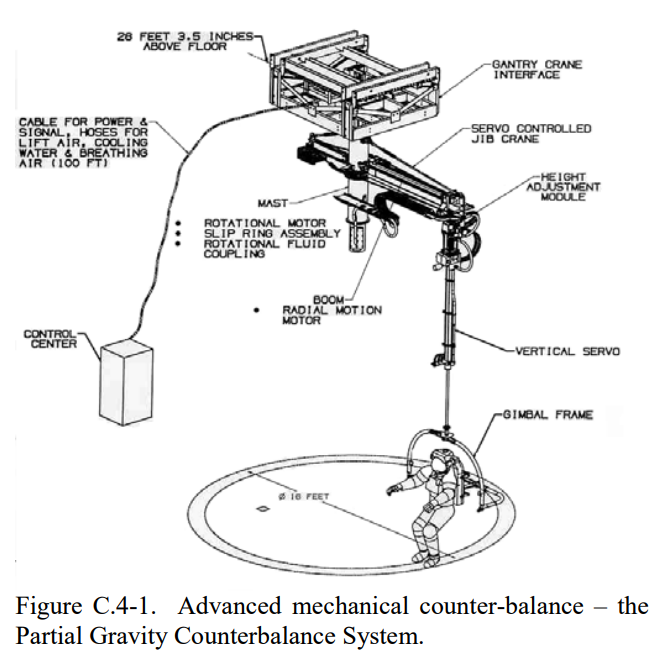 28 FEET 3.5 INCHES
ABOVE FLOOR
GANTRY CRANE
INTERFACE
CABLE FOR POWER &
SIGNAL, HOSES FOR
LIFT AIR, COOLING
WATER & BREATHING
AIR (100 FT)
SERVO CONTROLLED
JIB CRANE
HEIGHT
ADJUSTMENT
MODULE
MAST
• ROTATIONAL MOTOR
• SLIP RING ASSEMBLY
• ROTATIONAL FLUID
COUPLING
BOOM
• RADIAL MOTION
MOTOR
CONTROL
CENTER
VERTICAL SERVO
GIMBAL FRAME
Ø 16 FEET
Figure C.4-1. Advanced mechanical counter-balance – the
Partial Gravity Counterbalance System.